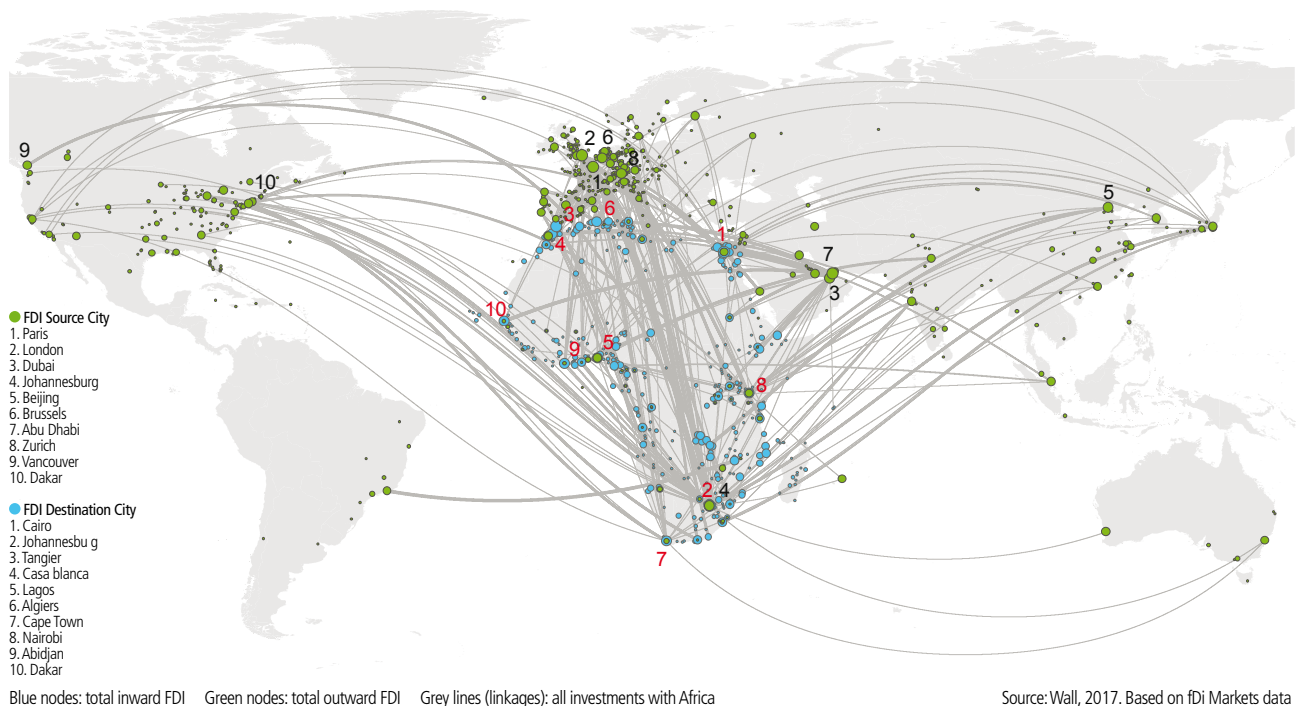 2 6
9
8
10
1
5
3 6
4
1
7
3
10
5
9
8
2 4
7
FDI Source City
1. Paris
2. London
3. Dubai
4. Johannesburg
5. Beijing
6. Brussels
7. Abu Dhabi
8. Zurich
9. Vancouver
10. Dakar
FDI Destination City
1. Cairo
2. Johannesbu g
3. Tangier
4. Casa blanca
5. Lagos
6. Algiers
7. Cape Town
8. Nairobi
9. Abidjan
10. Dakar
Blue nodes: total inward FDI Green nodes: total outward FDI Grey lines (linkages): all investments with Africa Source: Wall, 2017. Based on fDi Markets data